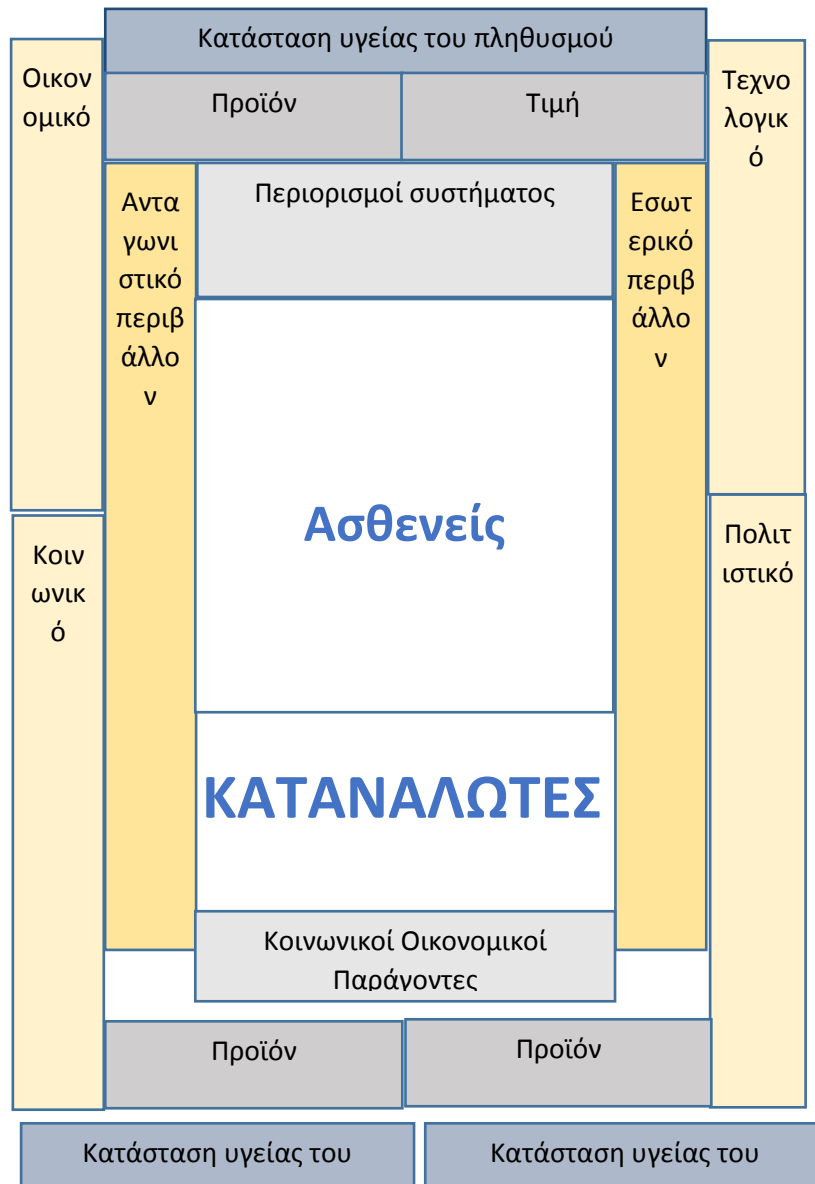 Κατάσταση υγείας του πληθυσμού
Οικον
ομικό
Προϊόν
Τιμή
Τεχνο
λογικ
ό
Αντα
γωνι
στικό
περιβ
άλλο
ν
Περιορισμοί συστήματος
Εσωτ
ερικό
περιβ
άλλο
ν
Ασθενείς
Κοιν
ωνικ
ό
Πολιτ
ιστικό
ΚΑΤΑΝΑΛΩΤΕΣ
Κοινωνικοί Οικονομικοί
Παράγοντες
Προϊόν
Προϊόν
Κατάσταση υγείας του
Κατάσταση υγείας του